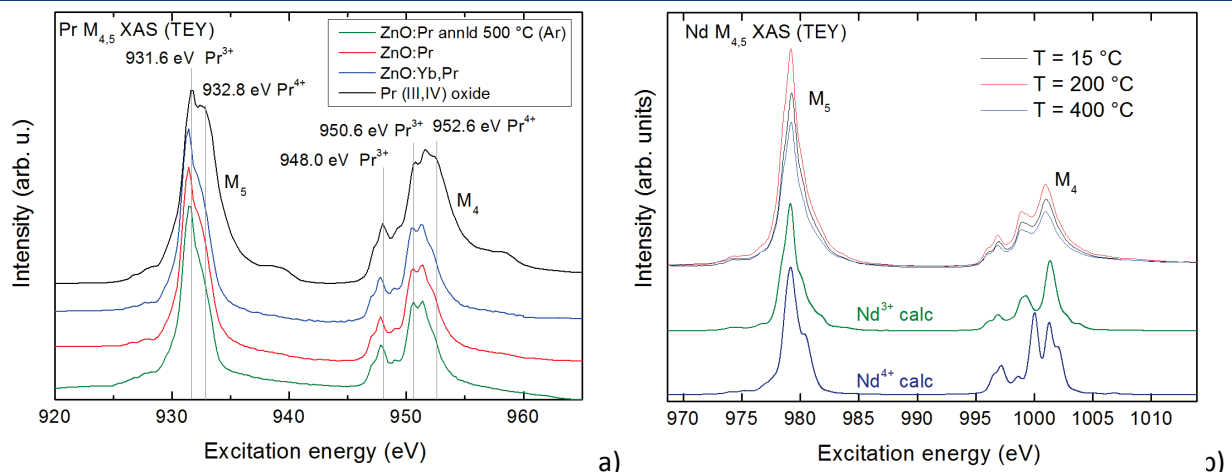 Pr M4,5 XAS (TEY)
931.6 eV Pr3+
932.8 eV Pr4+
ZnO:Pr annld 500 °C (Ar)
ZnO:Pr
ZnO:Yb,Pr
Pr (III,IV) oxide
950.6 eV Pr3+
952.6 eV Pr4+
948.0 eV Pr3+
M5
M4
Intensity (arb. u.)
920 930 940 950 960
Excitation energy (eV)
a)
Nd M4,5 XAS (TEY)
T = 15 °C
T = 200 °C
T = 400 °C
M5
M4
Nd3+ calc
Nd4+ calc
Intensity (arb. units)
970 975 980 985 990 995 1000 1005 1010
Excitation energy (eV)
b)